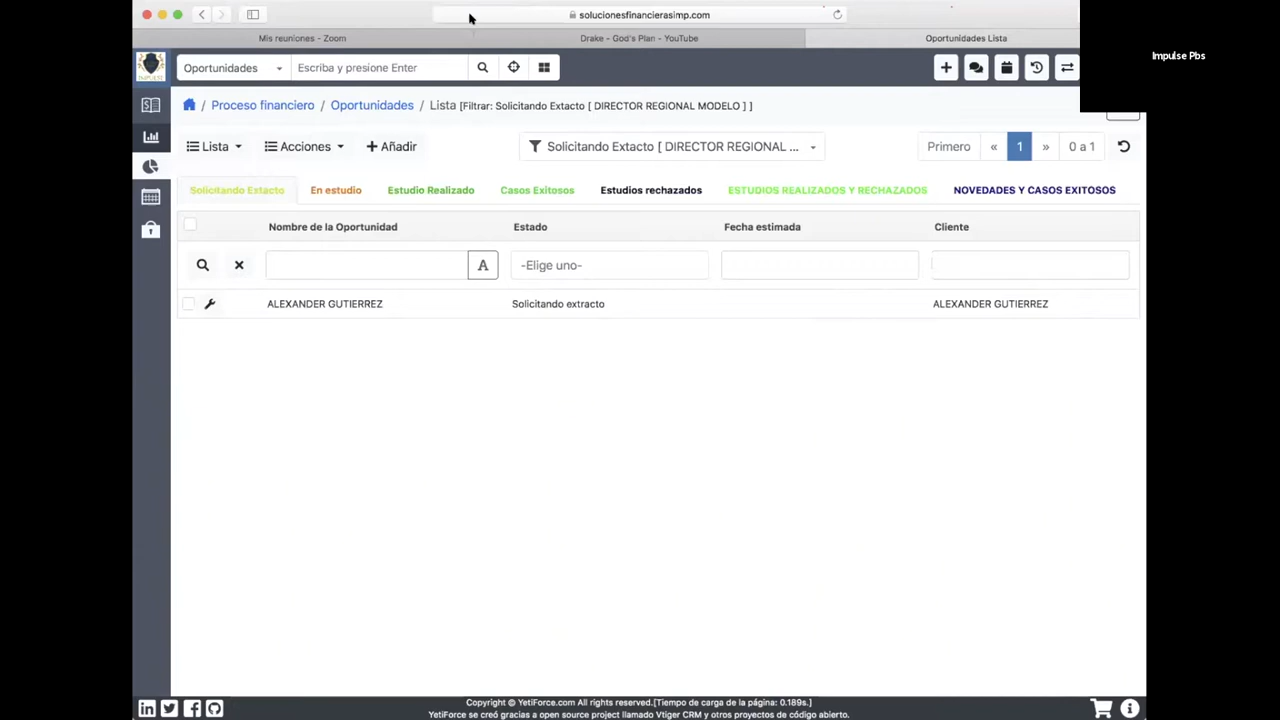 solucionesfinancierasimp.com
Mis reuniones - Zoom
Drake - God's Plan - YouTube
Oportunidades Lista
Impulse Pbs
IMPULSE
Oportunidades
Escriba y presione Enter
/ Proceso financiero / Oportunidades / Lista [Filtrar: Solicitando Extacto [ DIRECTOR REGIONAL MODELO ] ]
Lista
Acciones
Añadir
Solicitando Extacto [ DIRECTOR REGIONAL ...
Primero « 1 » 0 a 1
Solicitando Extacto
En estudio
Estudio Realizado
Casos Exitosos
Estudios rechazados
ESTUDIOS REALIZADOS Y RECHAZADOS
NOVEDADES Y CASOS EXITOSOS
Nombre de la Oportunidad
Estado
Fecha estimada
Cliente
A
-Elige uno-
ALEXANDER GUTIERREZ
Solicitando extracto
ALEXANDER GUTIERREZ
Copyright © YetiForce.com All rights reserved.[Tiempo de carga de la página: 0.189s.]
YetiForce se creó gracias a open source project llamado Vtiger CRM y otros proyectos de código abierto.